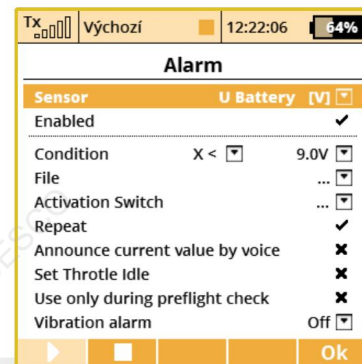 Tx Výchozí 12:22:06 64%
Alarm
Sensor U Battery [V]
Enabled
Condition X < 9.0V
File ...
Activation Switch ...
Repeat
Announce current value by voice
Set Throtle Idle
Use only during preflight check
Vibration alarm Off
Ok